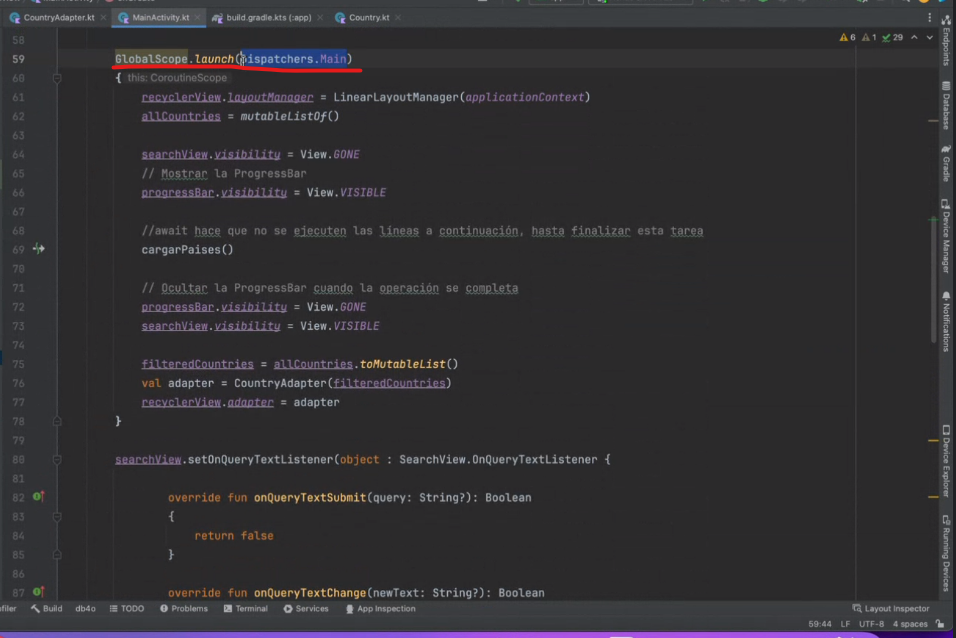 CountryAdapter.kt MainActivity.kt build.gradle.kts (:app) Country.kt
58 6 1 29
59 GlobalScope.launch(Dispatchers.Main)
60 { this: CoroutineScope
61 recyclerView.layoutManager = LinearLayoutManager(applicationContext)
62 allCountries = mutableListOf()
63
64 searchView.visibility = View.GONE
65 // Mostrar la ProgressBar
66 progressBar.visibility = View.VISIBLE
67
68 //await hace que no se ejecuten las líneas a continuación, hasta finalizar esta tarea
69 cargarPaises()
70
71 // Ocultar la ProgressBar cuando la operación se completa
72 progressBar.visibility = View.GONE
73 searchView.visibility = View.VISIBLE
74
75 filteredCountries = allCountries.toMutableList()
76 val adapter = CountryAdapter(filteredCountries)
77 recyclerView.adapter = adapter
78 }
79
80 searchView.setOnQueryTextListener(object : SearchView.OnQueryTextListener {
81
82 override fun onQueryTextSubmit(query: String?): Boolean
83 {
84 return false
85 }
86
87 override fun onQueryTextChange(newText: String?): Boolean
Endpoints
Database
Gradle
Device Manager
Notifications
Device Explorer
Running Devices
filer Build db4o TODO Problems Terminal Services App Inspection Layout Inspector
59:44 LF UTF-8 4 spaces